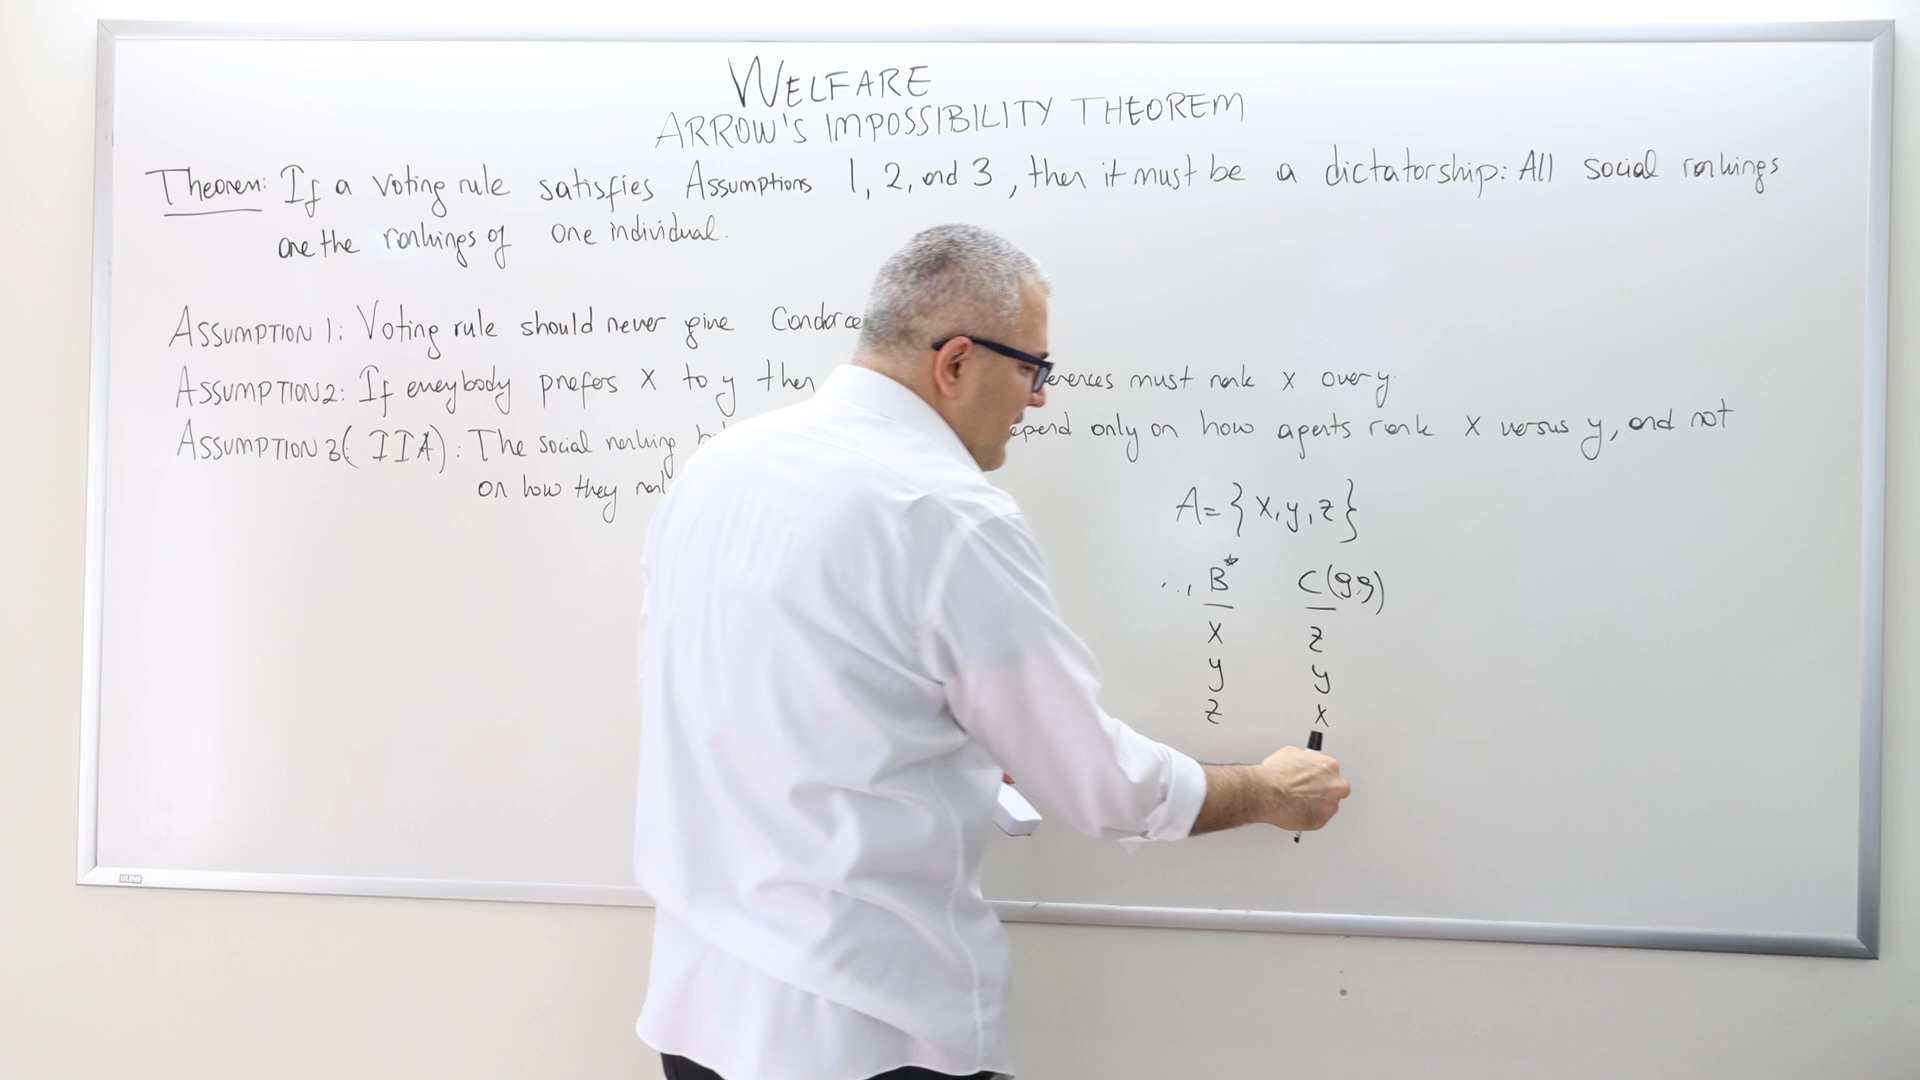 WELFARE
ARROW'S IMPOSSIBILITY THEOREM
Theorem: If a voting rule satisfies Assumptions 1, 2, and 3, then it must be a dictatorship: All social rankings
are the rankings of one individual.
ASSUMPTION 1: Voting rule should never give Condorce
ASSUMPTION 2: If everybody prefers x to y then erences must rank x over y.
ASSUMPTION 3 (IIA): The social ranking b epend only on how agents rank x versus y, and not
on how they ran
A = { x, y, z }
..., B* C(g,g)
x z
y y
z x
ULINE